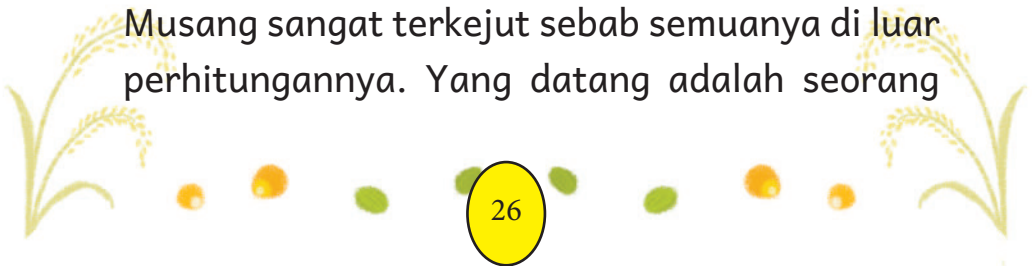 Musang sangat terkejut sebab semuanya di luar
perhitungannya. Yang datang adalah seorang
26